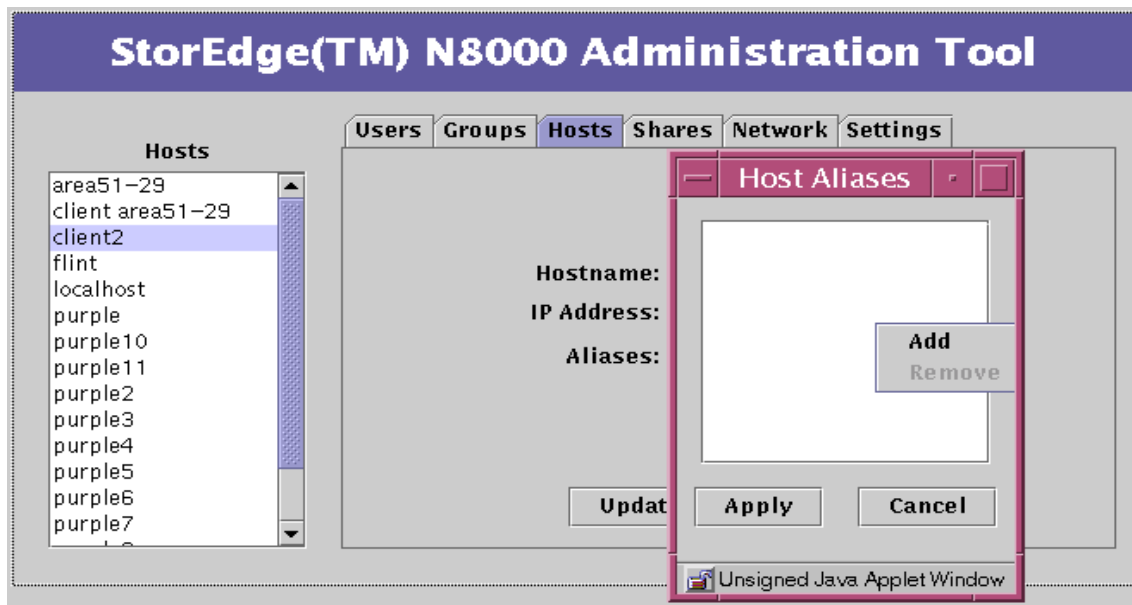 StorEdge(TM) N8000 Administration Tool
Users Groups Hosts Shares Network Settings
Hosts
area51-29
client area51-29
client2
flint
localhost
purple
purple10
purple11
purple2
purple3
purple4
purple5
purple6
purple7
Hostname:
IP Address:
Aliases:
Updat
Host Aliases
Add
Remove
Apply Cancel
Unsigned Java Applet Window